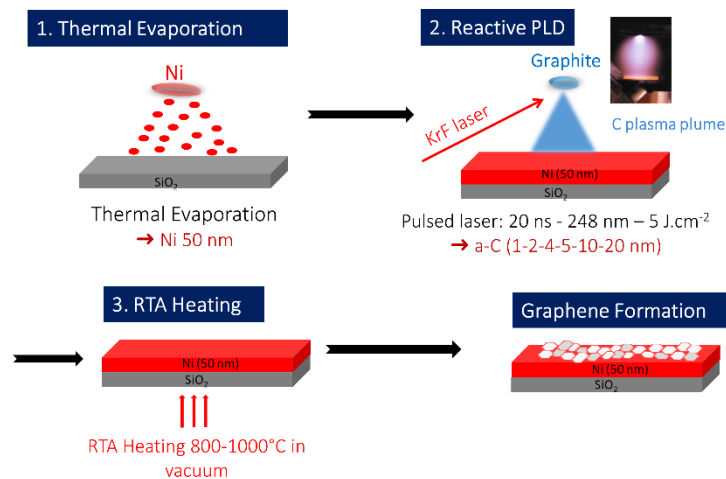 1. Thermal Evaporation
Ni
SiO₂
Thermal Evaporation
➔ Ni 50 nm
2. Reactive PLD
Graphite
KrF laser
C plasma plume
Ni (50 nm)
SiO₂
Pulsed laser: 20 ns - 248 nm – 5 J.cm⁻²
➔ a-C (1-2-4-5-10-20 nm)
3. RTA Heating
Ni (50 nm)
SiO₂
RTA Heating 800-1000°C in
vacuum
Graphene Formation
Ni (50 nm)
SiO₂